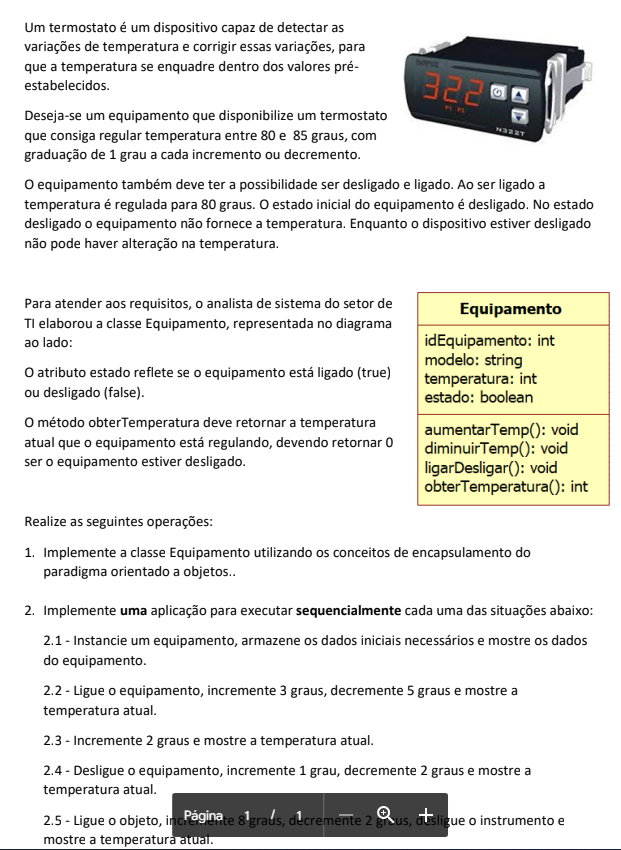 Um termostato é um dispositivo capaz de detectar as
variações de temperatura e corrigir essas variações, para
que a temperatura se enquadre dentro dos valores pré-
estabelecidos.
322
P1 P2
N322T
Deseja-se um equipamento que disponibilize um termostato
que consiga regular temperatura entre 80 e 85 graus, com
graduação de 1 grau a cada incremento ou decremento.
O equipamento também deve ter a possibilidade ser desligado e ligado. Ao ser ligado a
temperatura é regulada para 80 graus. O estado inicial do equipamento é desligado. No estado
desligado o equipamento não fornece a temperatura. Enquanto o dispositivo estiver desligado
não pode haver alteração na temperatura.
Para atender aos requisitos, o analista de sistema do setor de
TI elaborou a classe Equipamento, representada no diagrama
ao lado:
O atributo estado reflete se o equipamento está ligado (true)
ou desligado (false).
O método obterTemperatura deve retornar a temperatura
atual que o equipamento está regulando, devendo retornar 0
ser o equipamento estiver desligado.
Equipamento
idEquipamento: int
modelo: string
temperatura: int
estado: boolean
aumentarTemp(): void
diminuirTemp(): void
ligarDesligar(): void
obterTemperatura(): int
Realize as seguintes operações:
1. Implemente a classe Equipamento utilizando os conceitos de encapsulamento do
paradigma orientado a objetos..
2. Implemente uma aplicação para executar sequencialmente cada uma das situações abaixo:
2.1 - Instancie um equipamento, armazene os dados iniciais necessários e mostre os dados
do equipamento.
2.2 - Ligue o equipamento, incremente 3 graus, decremente 5 graus e mostre a
temperatura atual.
2.3 - Incremente 2 graus e mostre a temperatura atual.
2.4 - Desligue o equipamento, incremente 1 grau, decremente 2 graus e mostre a
temperatura atual.
Página 1 / 1
2.5 - Ligue o objeto, incremente 8 graus, decremente 2 graus, desligue o instrumento e
mostre a temperatura atual.